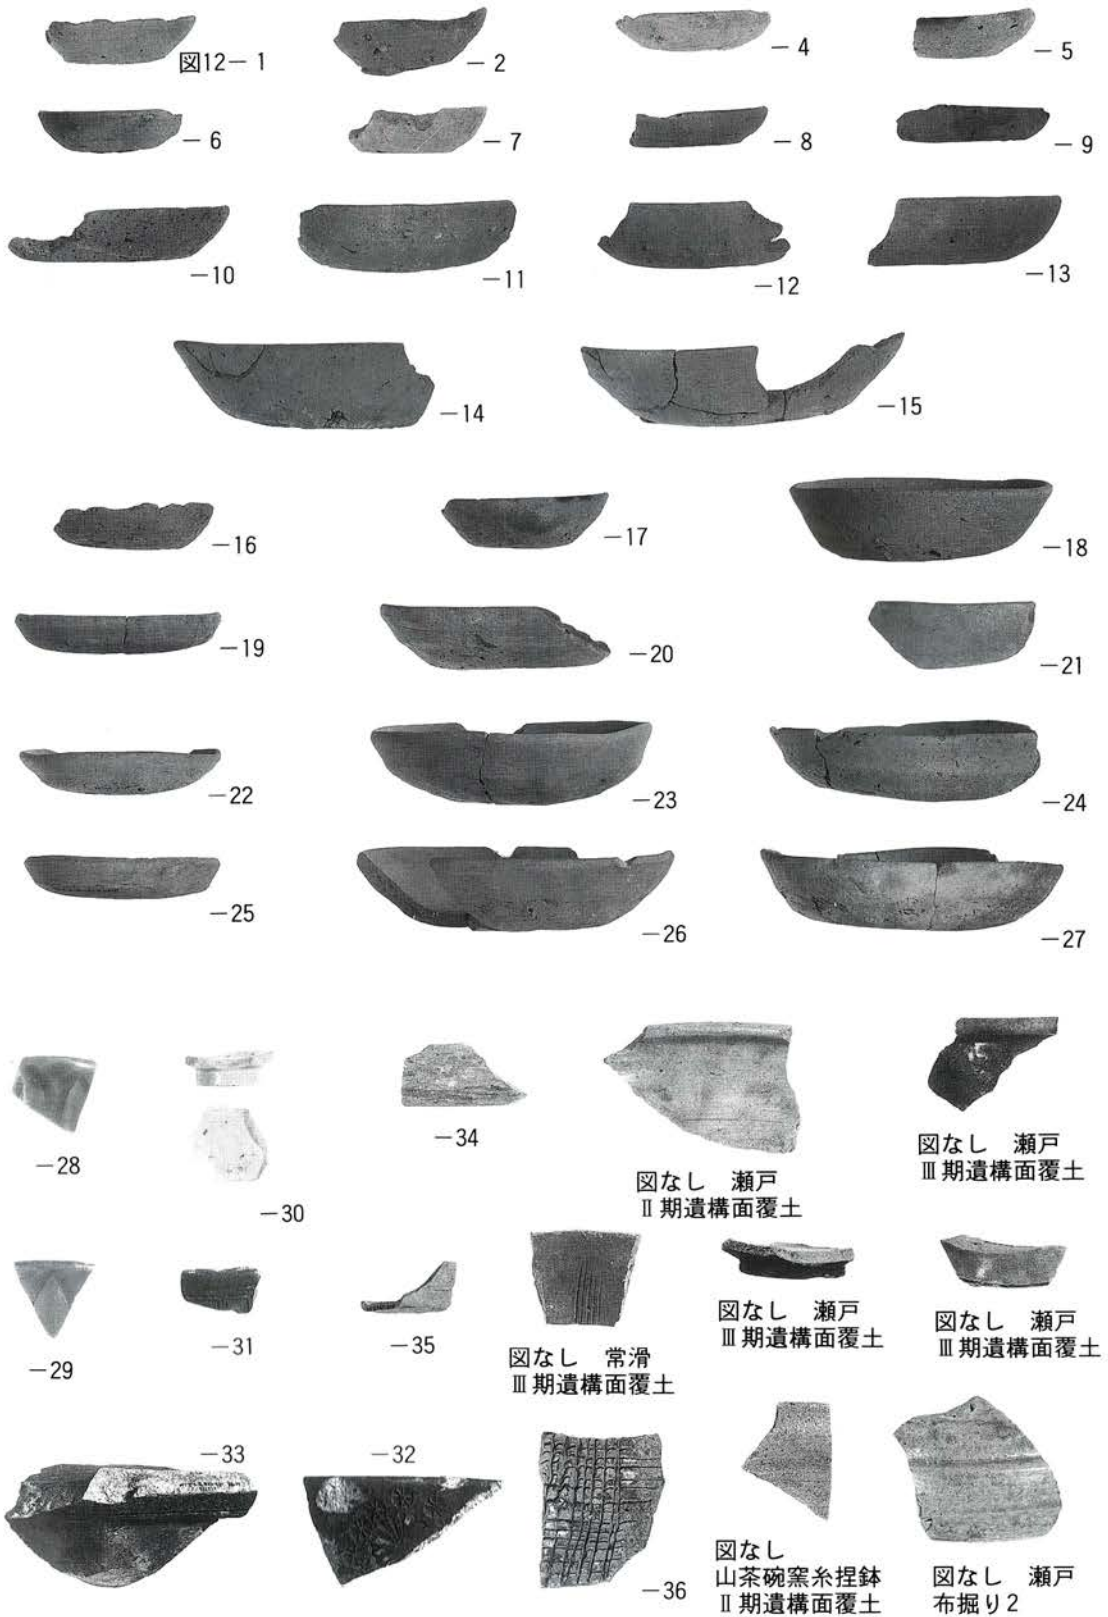 図12－1
－2
－4
－5
－6
－7
－8
－9
－10
－11
－12
－13
－14
－15
－16
－17
－18
－19
－20
－21
－22
－23
－24
－25
－26
－27
－28
－30
－34
図なし　瀬戸
Ⅱ期遺構面覆土
図なし　瀬戸
Ⅲ期遺構面覆土
－29
－31
－35
図なし　常滑
Ⅲ期遺構面覆土
図なし　瀬戸
Ⅲ期遺構面覆土
図なし　瀬戸
Ⅲ期遺構面覆土
－33
－32
－36
図なし
山茶碗窯糸捏鉢
Ⅱ期遺構面覆土
図なし　瀬戸
布掘り2